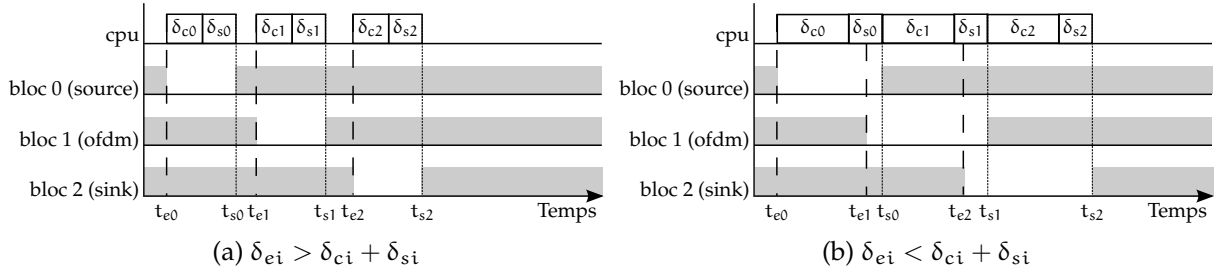 δc0 δs0 δc1 δs1 δc2 δs2
cpu
bloc 0 (source)
bloc 1 (ofdm)
bloc 2 (sink)
te0 ts0 te1 ts1 te2 ts2 Temps
(a) δei > δci + δsi
δc0 δs0 δc1 δs1 δc2 δs2
cpu
bloc 0 (source)
bloc 1 (ofdm)
bloc 2 (sink)
te0 te1 ts0 te2 ts1 ts2 Temps
(b) δei < δci + δsi